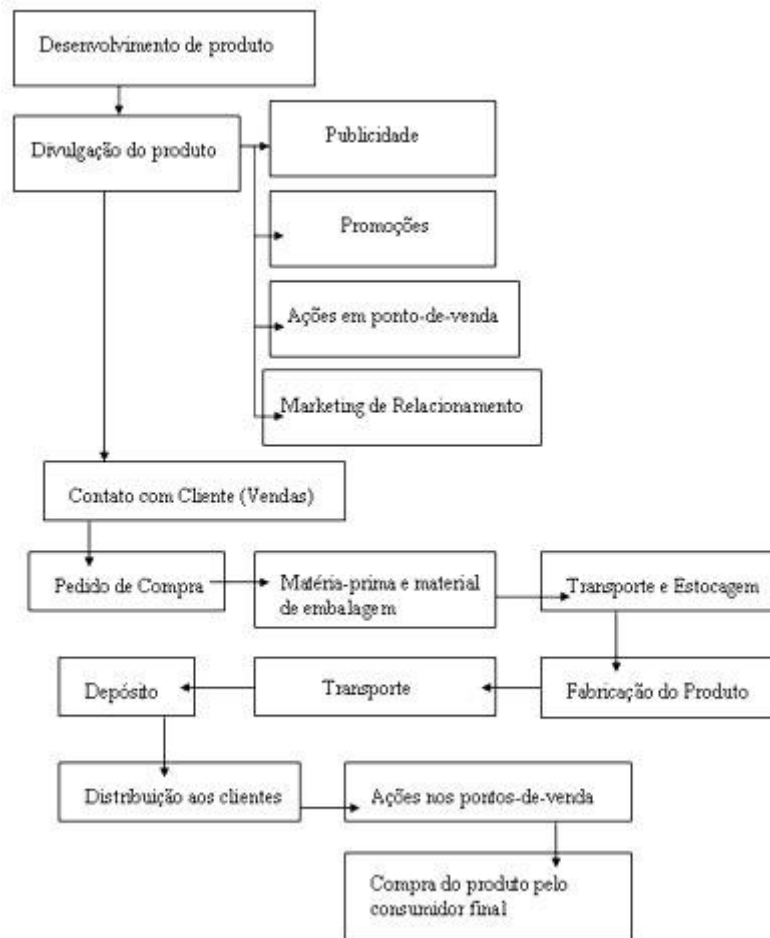 Desenvolvimento de produto
Divulgação do produto
Publicidade
Promoções
Ações em ponto-de-venda
Marketing de Relacionamento
Contato com Cliente (Vendas)
Pedido de Compra
Matéria-prima e material
de embalagem
Transporte e Estocagem
Fabricação do Produto
Transporte
Depósito
Distribuição aos clientes
Ações nos pontos-de-venda
Compra do produto pelo
consumidor final